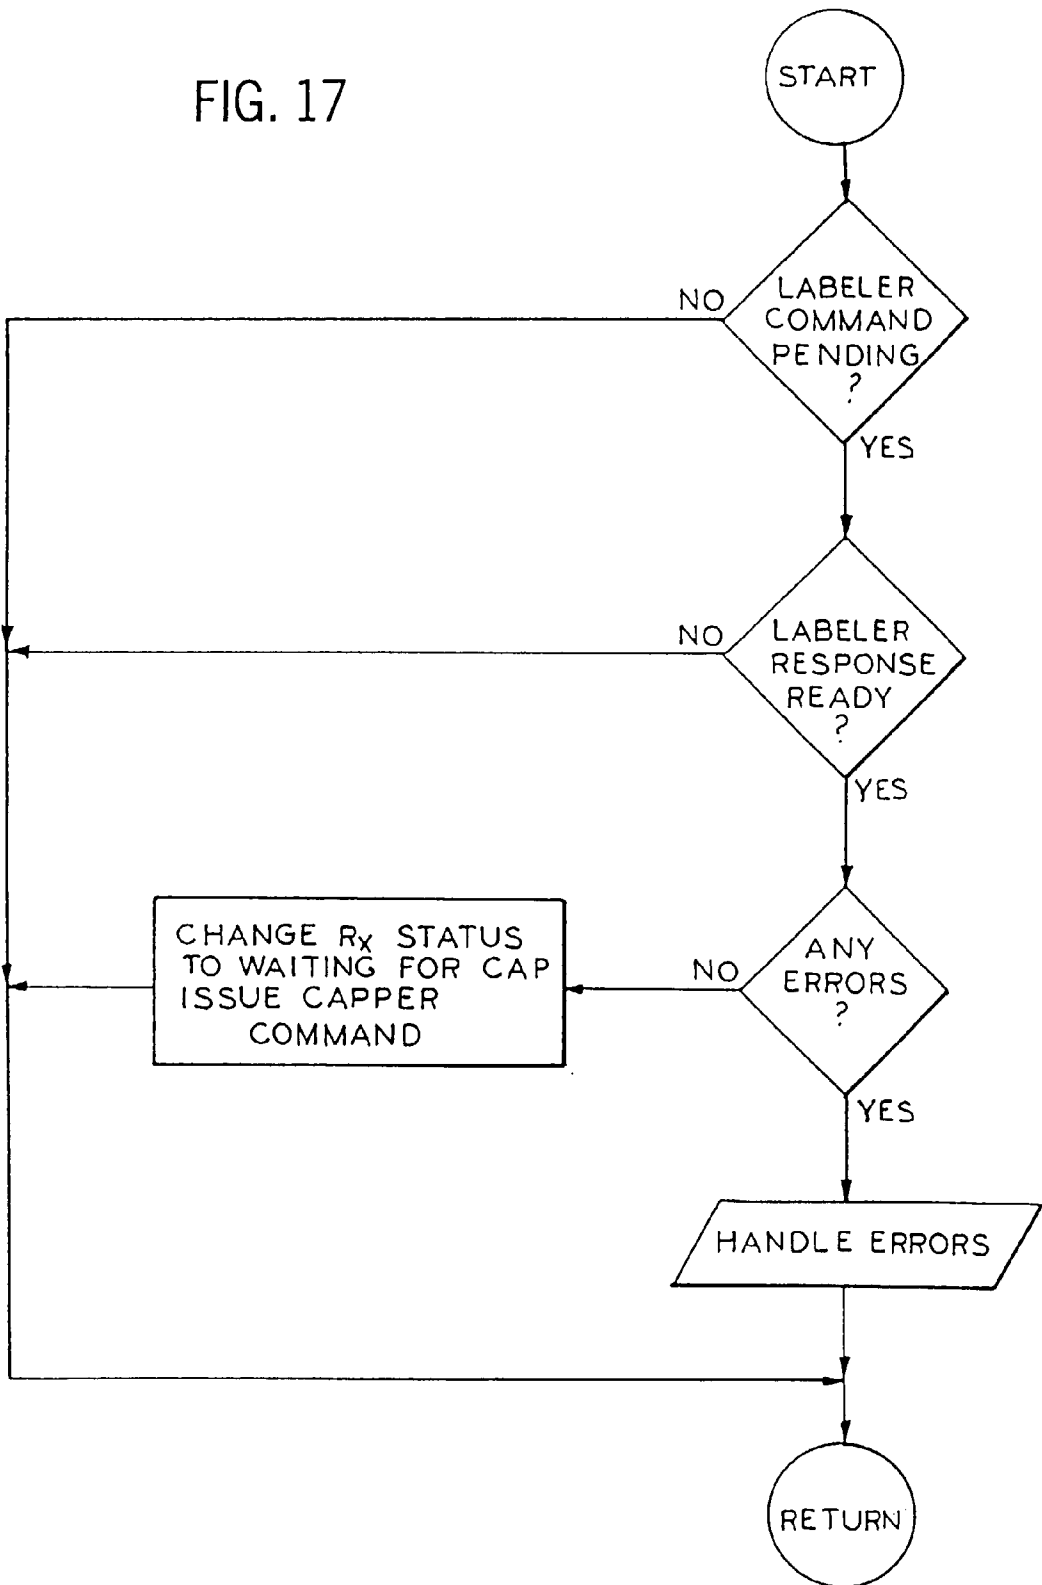 FIG. 17
START
LABELER
COMMAND
PENDING
?
NO
YES
LABELER
RESPONSE
READY
?
NO
YES
ANY
ERRORS
?
NO
CHANGE Rx STATUS
TO WAITING FOR CAP
ISSUE CAPPER
COMMAND
YES
HANDLE ERRORS
RETURN